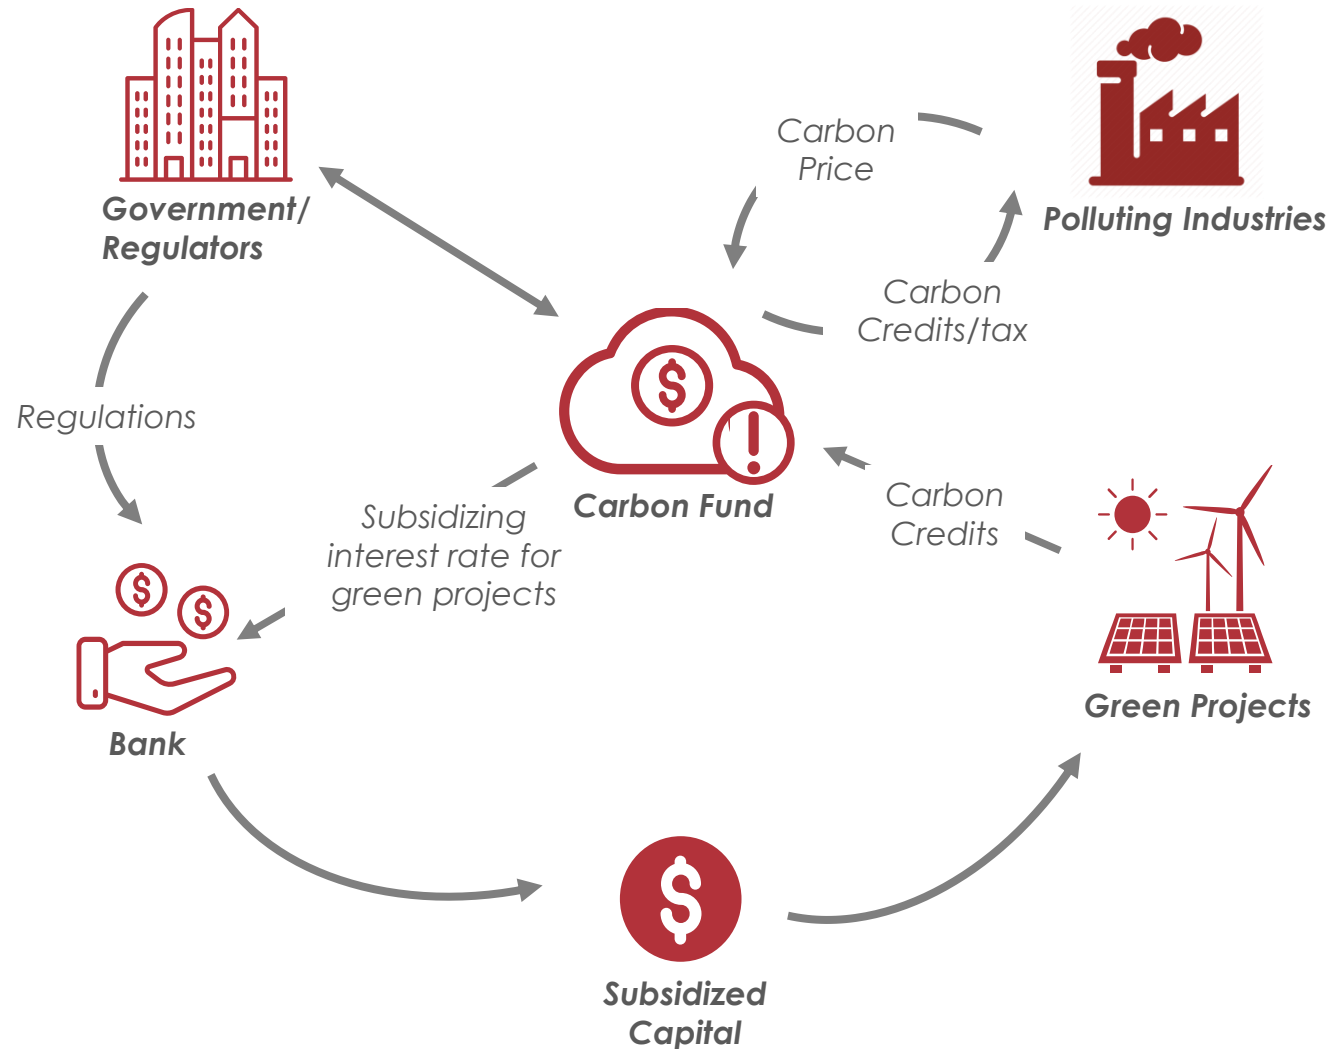 Government/
Regulators
Carbon
Price
Polluting Industries
Carbon
Credits/tax
Regulations
Carbon Fund
Subsidizing
interest rate for
green projects
Carbon
Credits
Green Projects
Bank
Subsidized
Capital